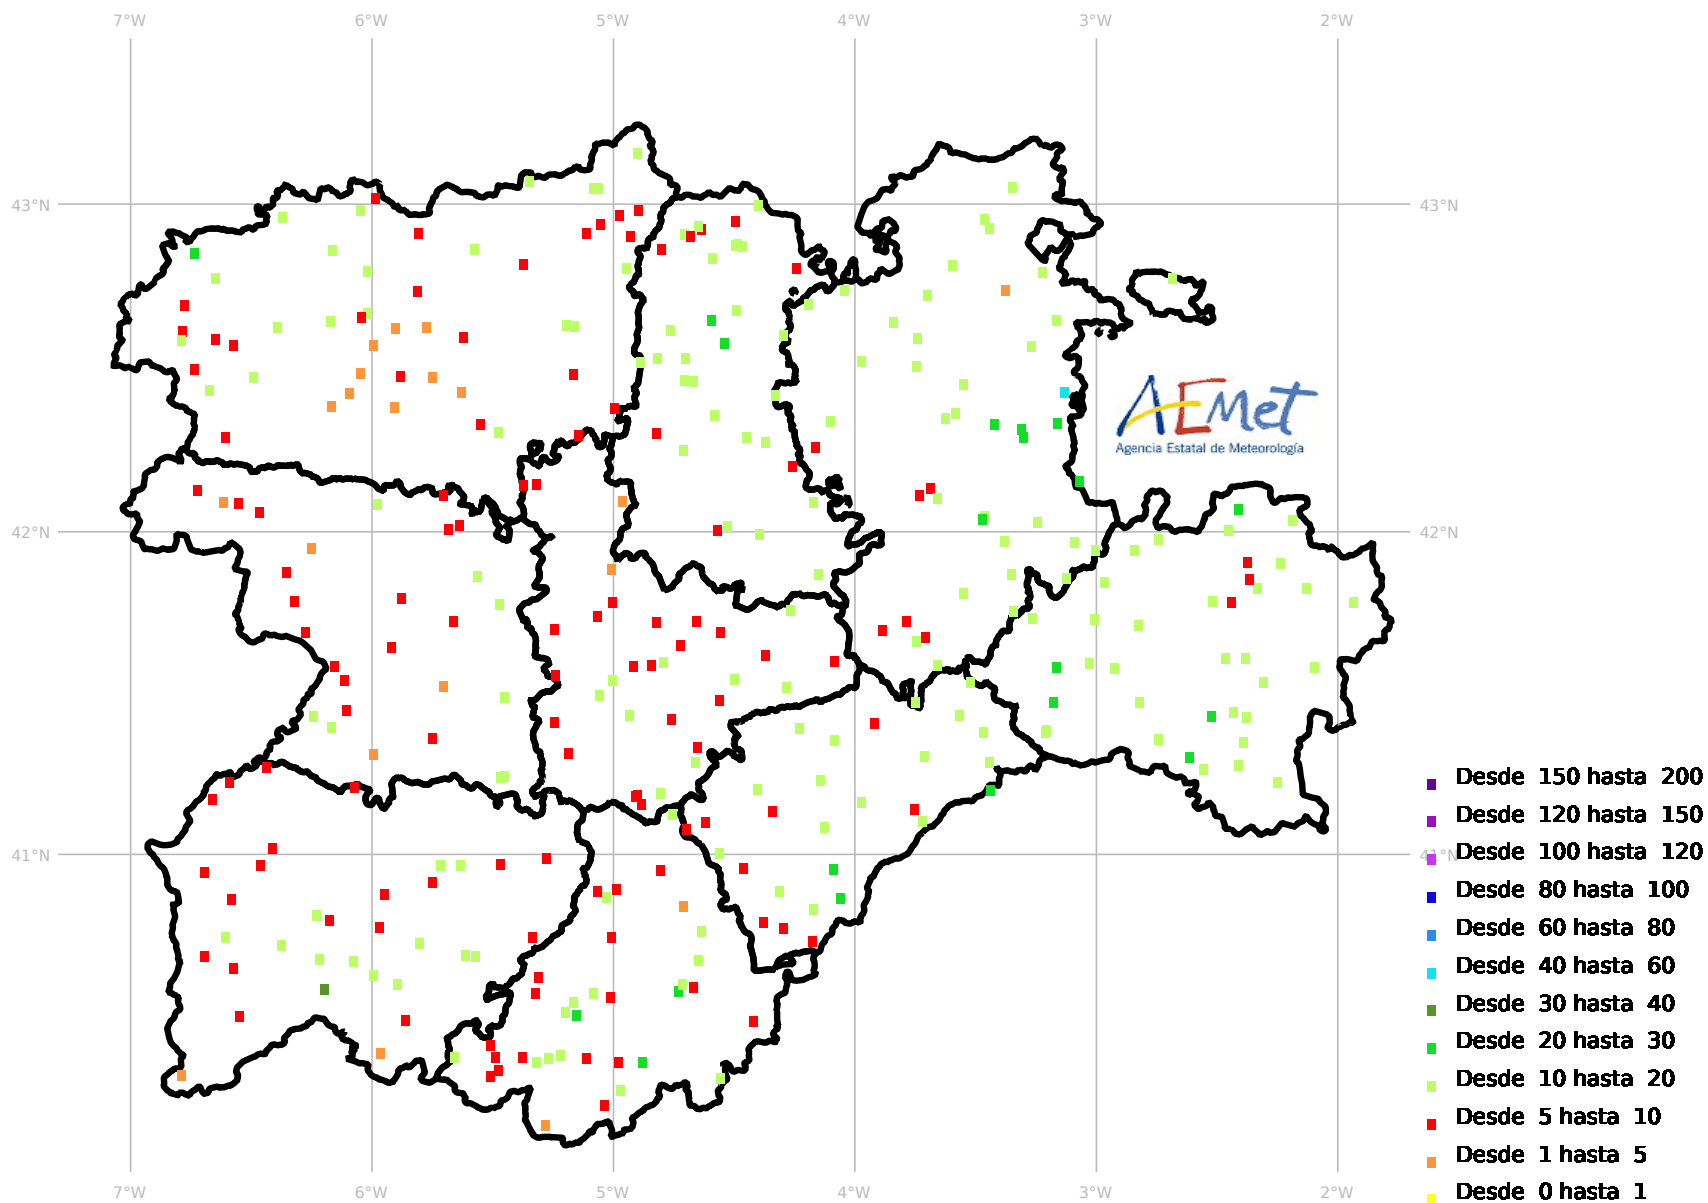 7°W 6°W 5°W 4°W 3°W 2°W
43°N 43°N
AEMet
Agencia Estatal de Meteorología
42°N 42°N
Desde 150 hasta 200
Desde 120 hasta 150
Desde 100 hasta 120
41°N 41°N
Desde 80 hasta 100
Desde 60 hasta 80
Desde 40 hasta 60
Desde 30 hasta 40
Desde 20 hasta 30
Desde 10 hasta 20
Desde 5 hasta 10
Desde 1 hasta 5
Desde 0 hasta 1
7°W 6°W 5°W 4°W 3°W 2°W